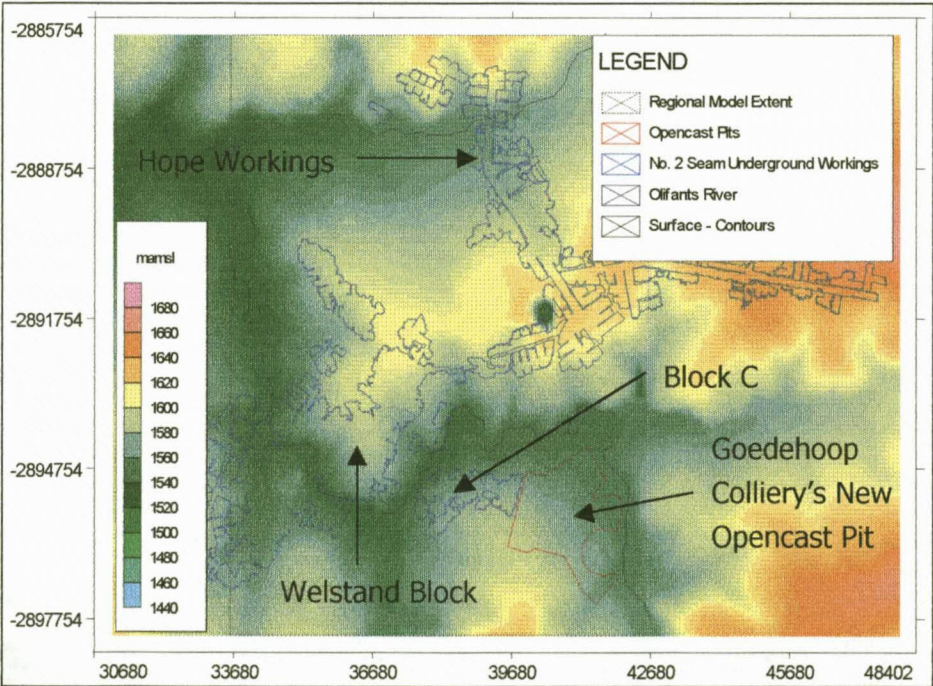 -2885754
-2888754
-2891754
-2894754
-2897754
30680
33680
36680
39680
42680
45680
48402
LEGEND
Regional Model Extent
Opencast Pits
No. 2 Seam Underground Workings
Olifants River
Surface - Contours
Hope Workings
mamsl
1680
1660
1640
1620
1600
1580
1560
1540
1520
1500
1480
1460
1440
Block C
Goedehoop
Colliery's New
Opencast Pit
Welstand Block